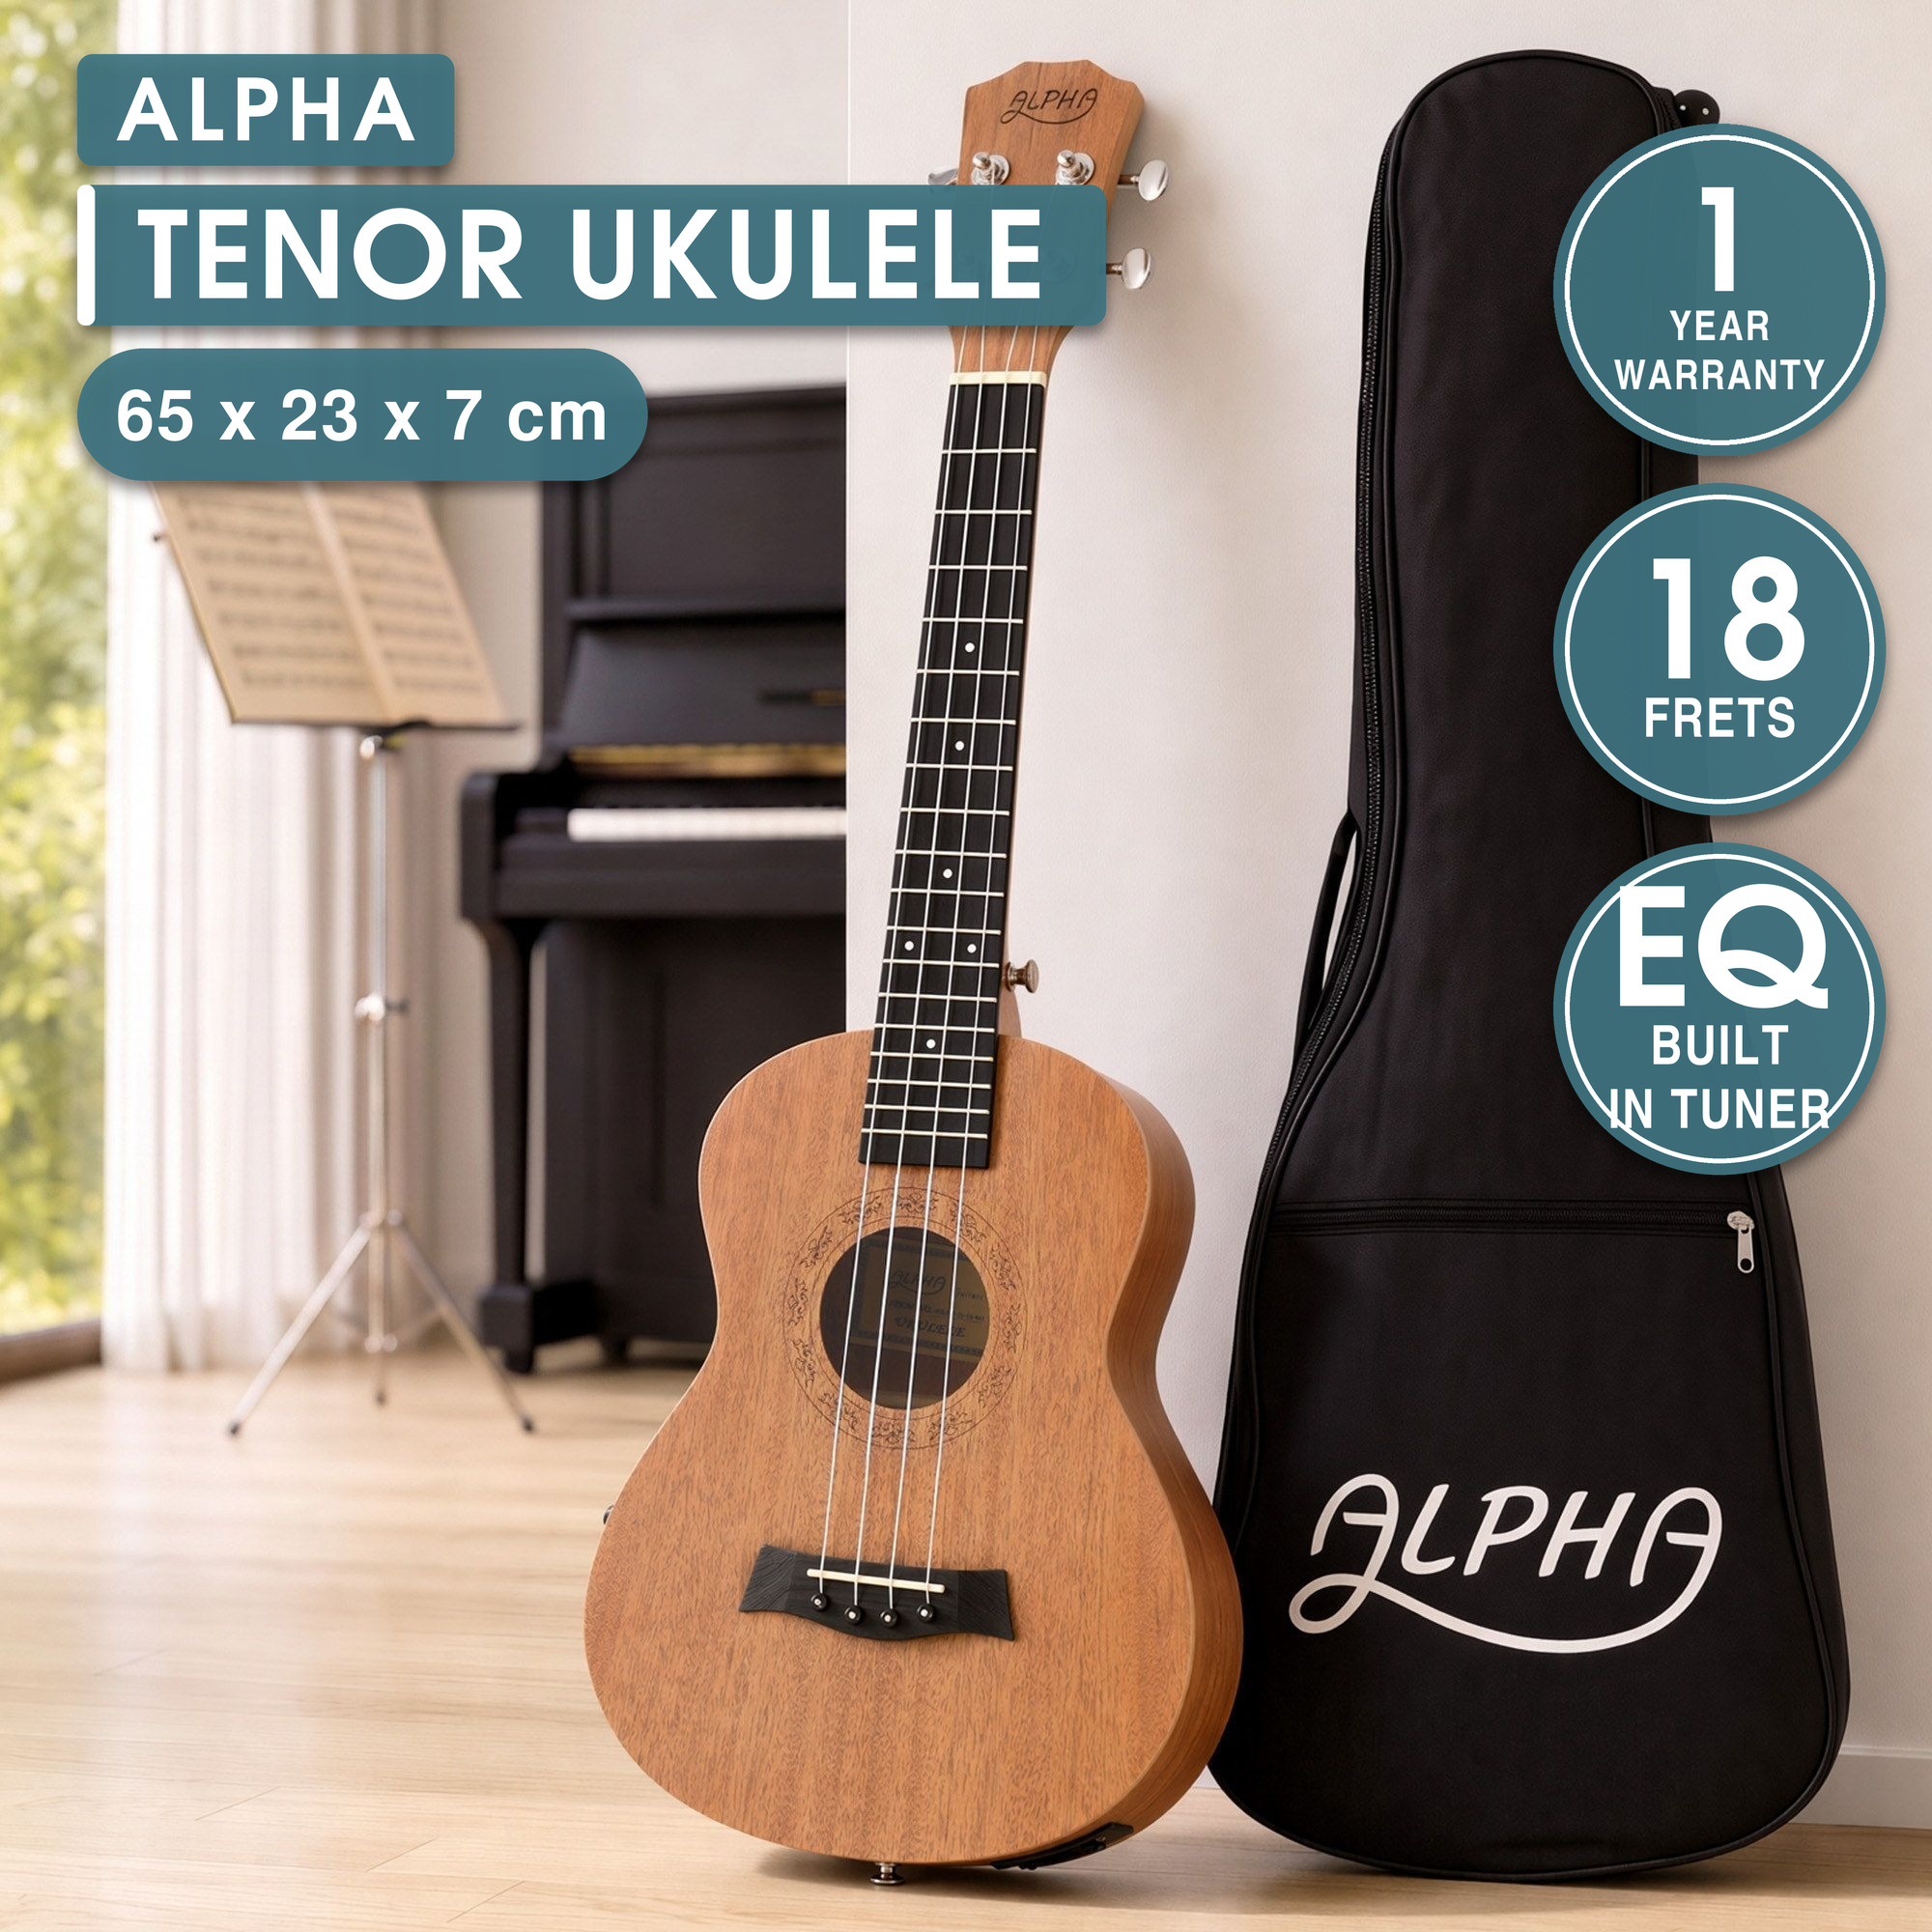 ALPHA
TENOR UKULELE
65 x 23 x 7 cm
ALPHA
1
YEAR
WARRANTY
18
FRETS
EQ
BUILT
IN TUNER
ALPHA
UKULELE
ALPHA